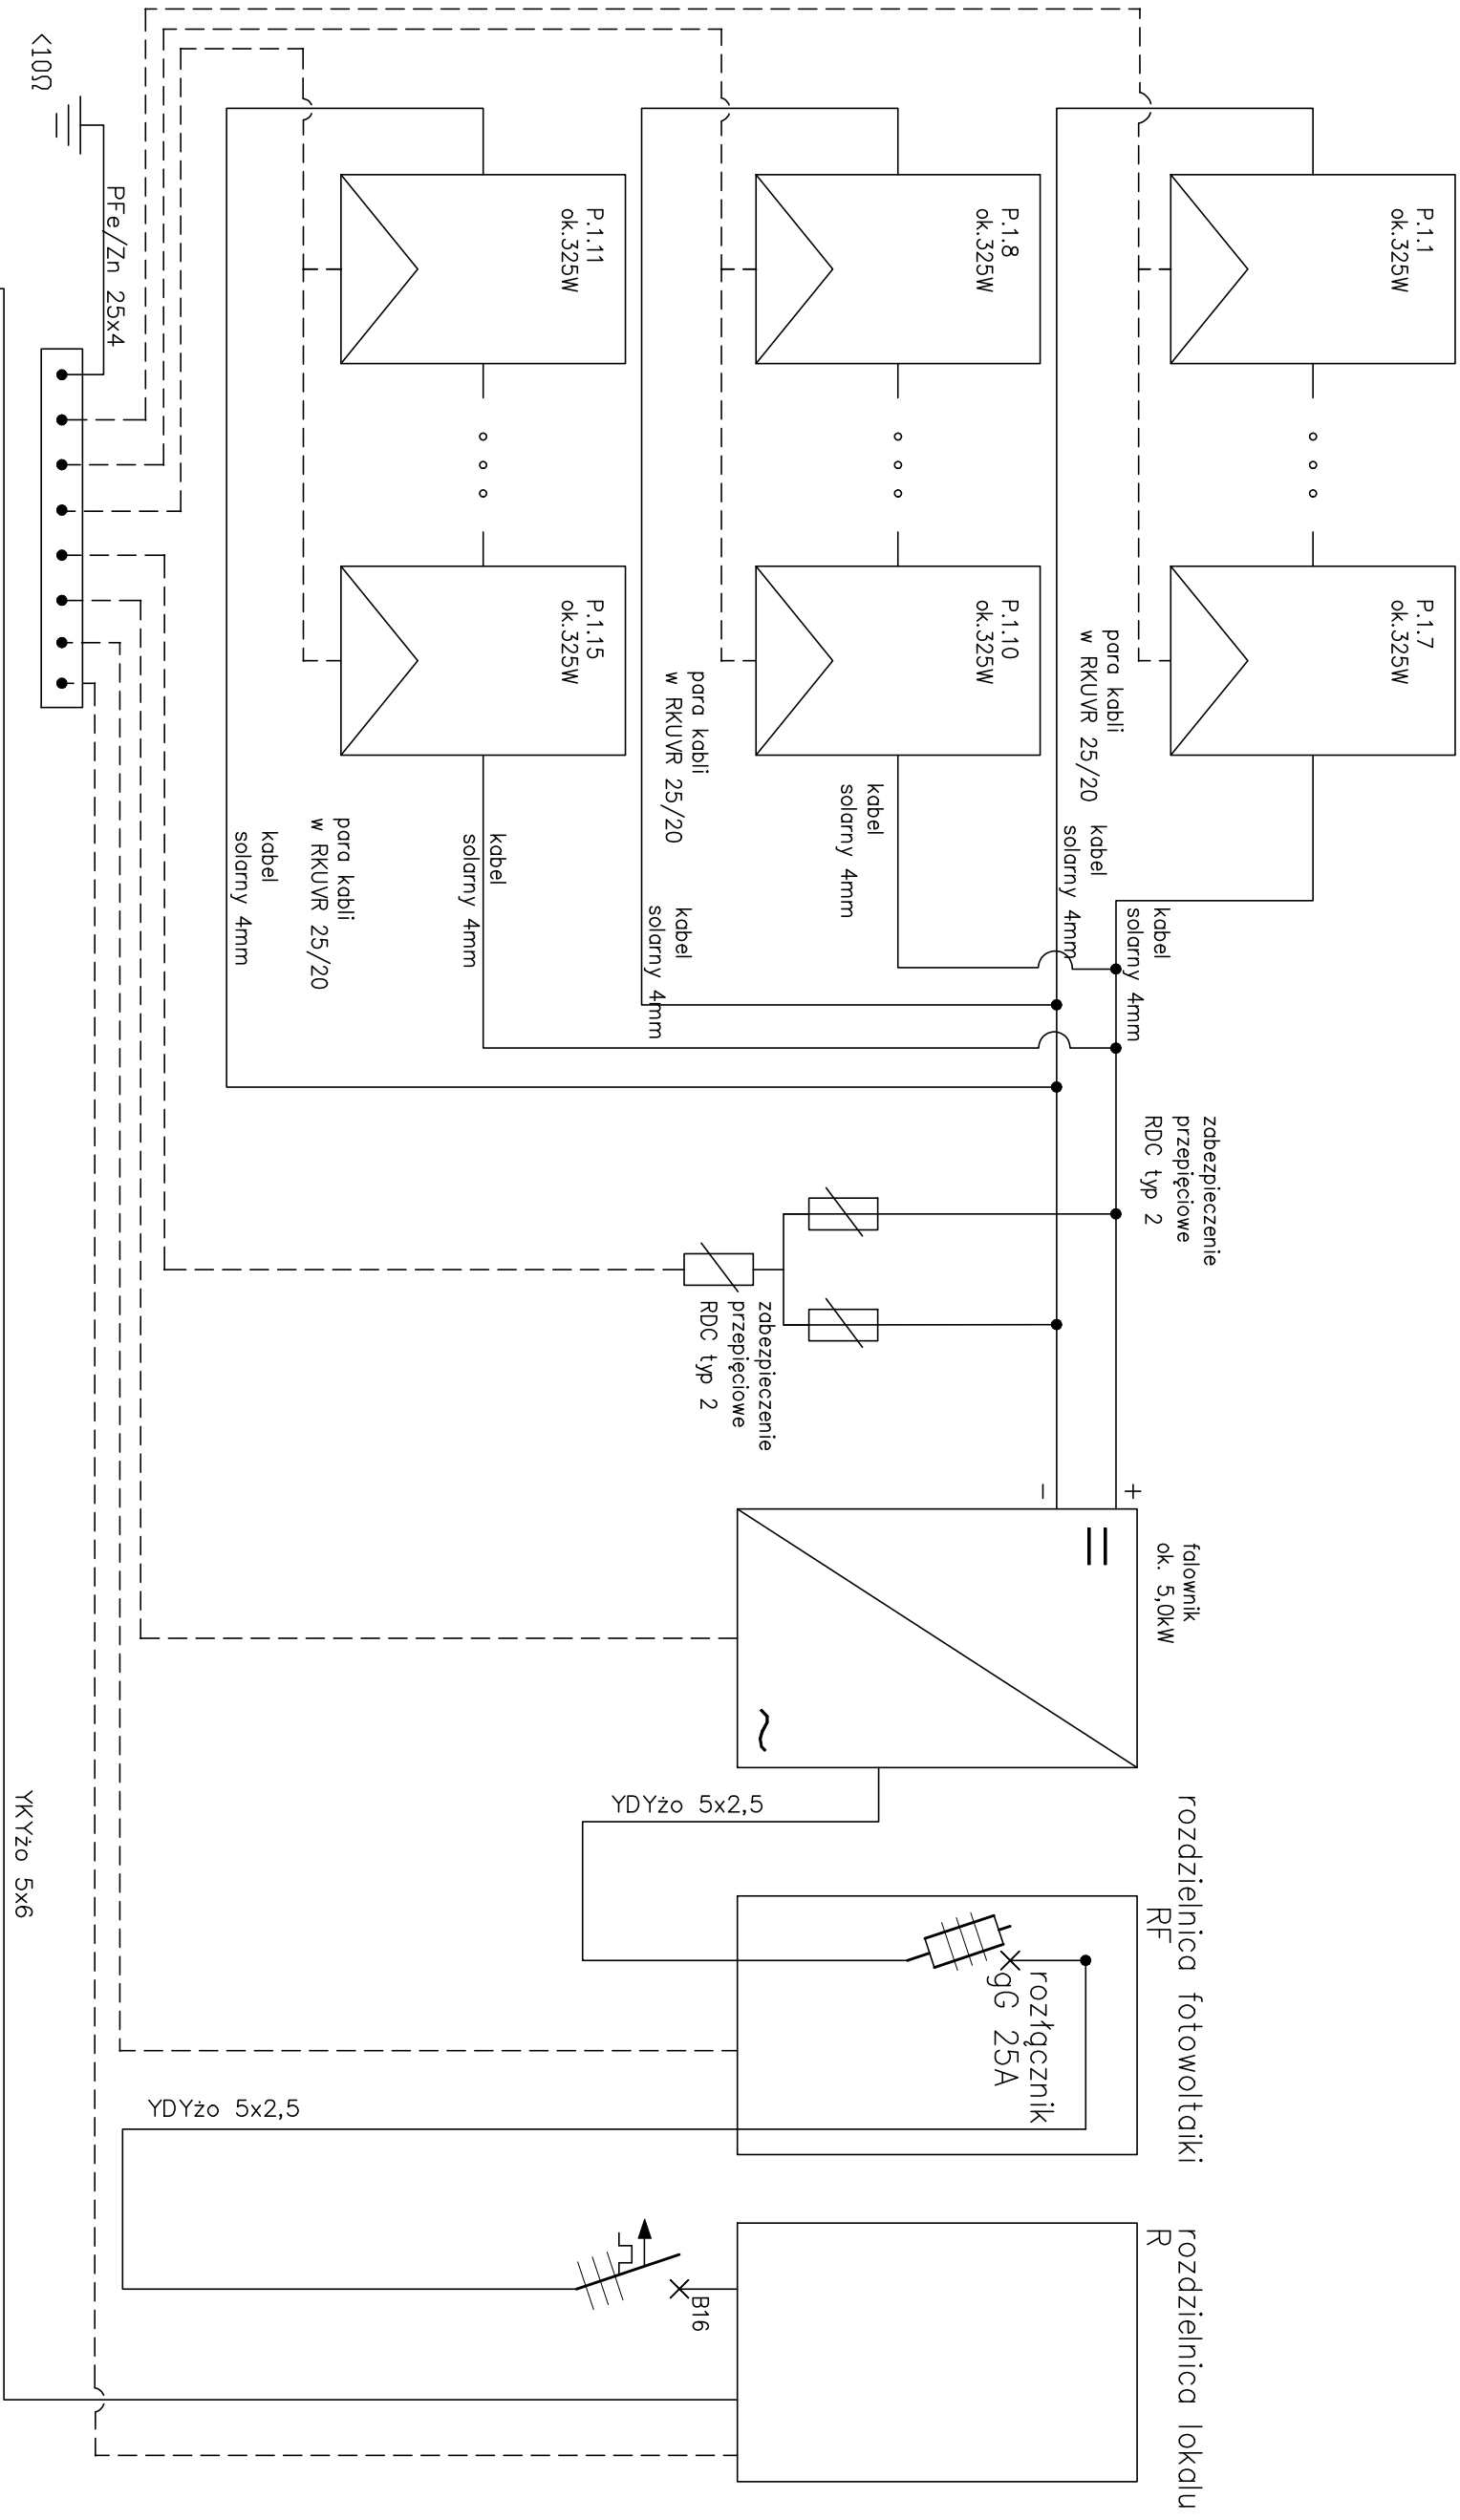 P.1.1
ok.325W
P.1.7
ok.325W
para kabli
w RKUVR 25/20
kabel
solarny 4mm
kabel
solarny 4mm
P.1.8
ok.325W
P.1.10
ok.325W
para kabli
w RKUVR 25/20
kabel
solarny 4mm
kabel
solarny 4mm
P.1.11
ok.325W
P.1.15
ok.325W
kabel
solarny 4mm
para kabli
w RKUVR 25/20
kabel
solarny 4mm
zabezpieczenie
przepięciowe
RDC typ 2
zabezpieczenie
przepięciowe
RDC typ 2
+
-
falownik
ok. 5,0kW
~
YDYżo 5x2,5
rozdzielnica fotowoltaiki
RF
rozłącznik
gG 25A
YDYżo 5x2,5
rozdzielnica lokalu
R
B16
<10Ω
PFe/Zn 25x4
YKYżo 5x6